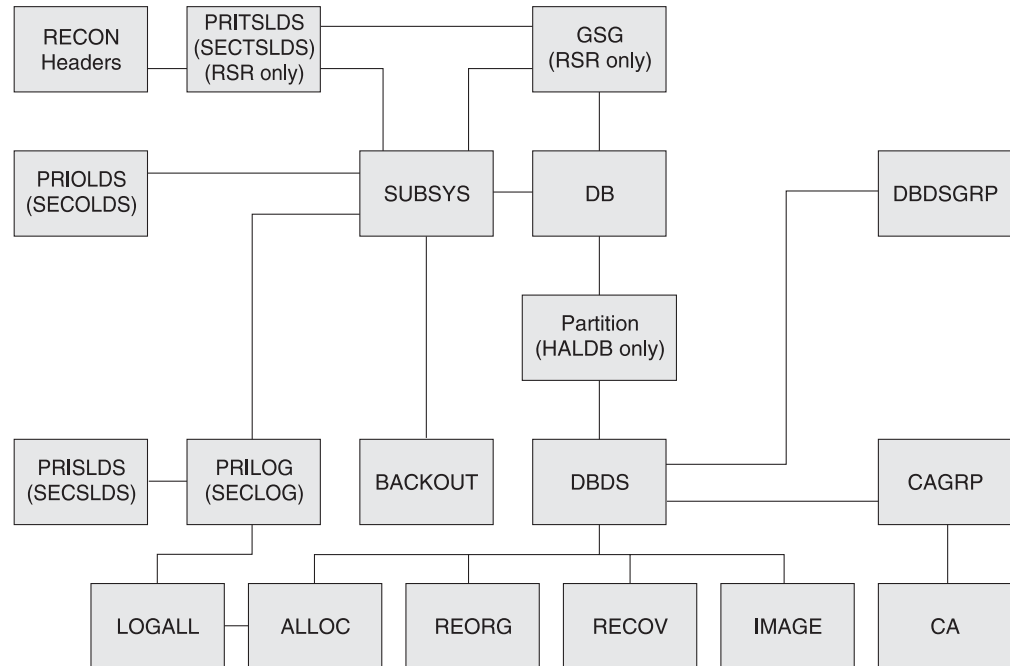 RECON
Headers
PRITSLDS
(SECTSLDS)
(RSR only)
GSG
(RSR only)
PRIOLDS
(SECOLDS)
SUBSYS
DB
DBDSGRP
Partition
(HALDB only)
PRISLDS
(SECSLDS)
PRILOG
(SECLOG)
BACKOUT
DBDS
CAGRP
LOGALL
ALLOC
REORG
RECOV
IMAGE
CA